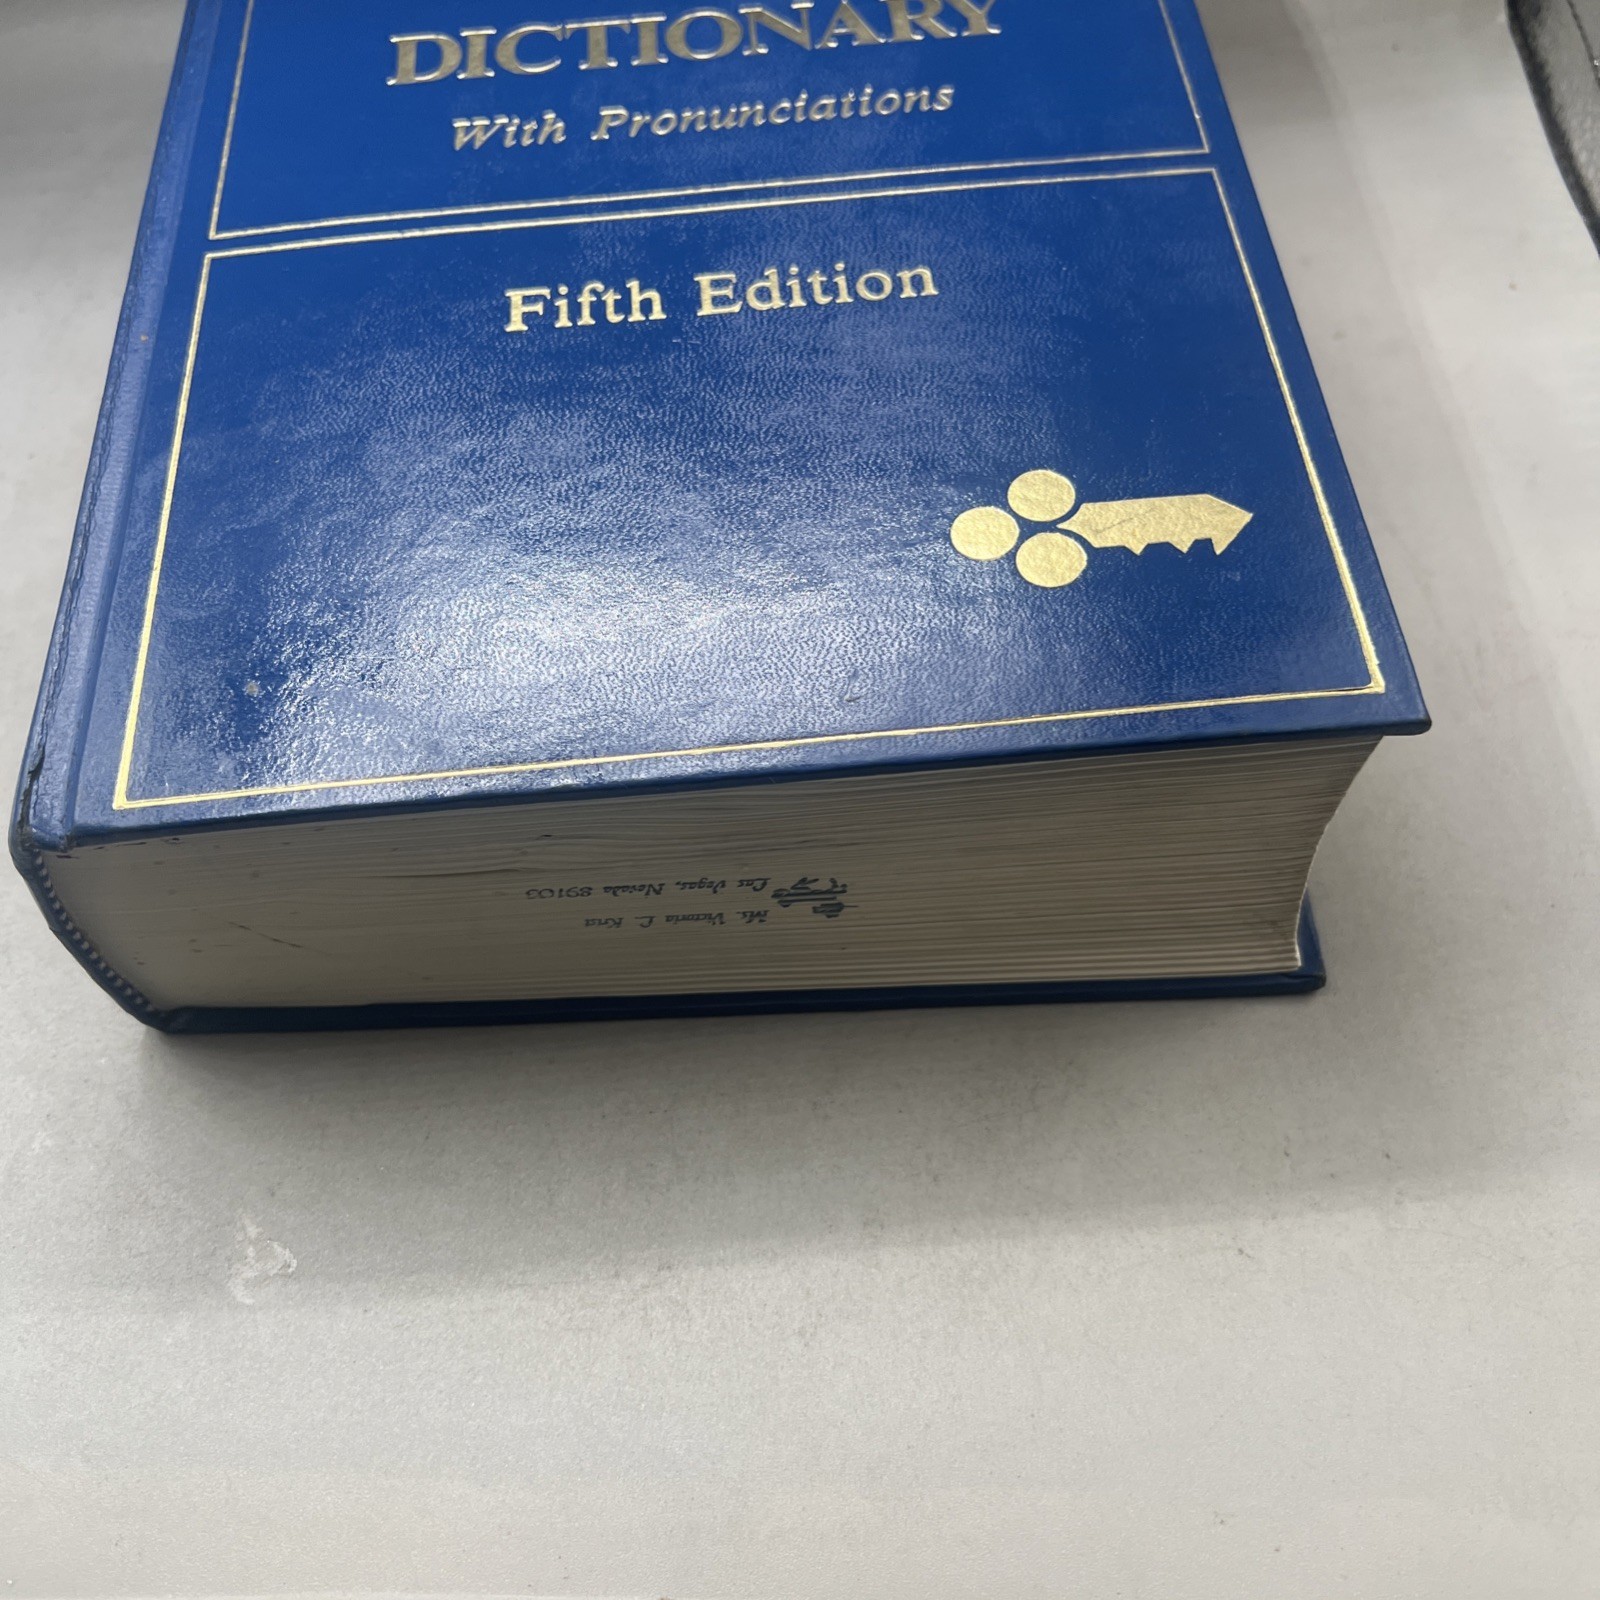 DICTIONARY
With Pronunciations
Fifth Edition
Ms. Victoria C.
Las Vegas, Nevada 89103